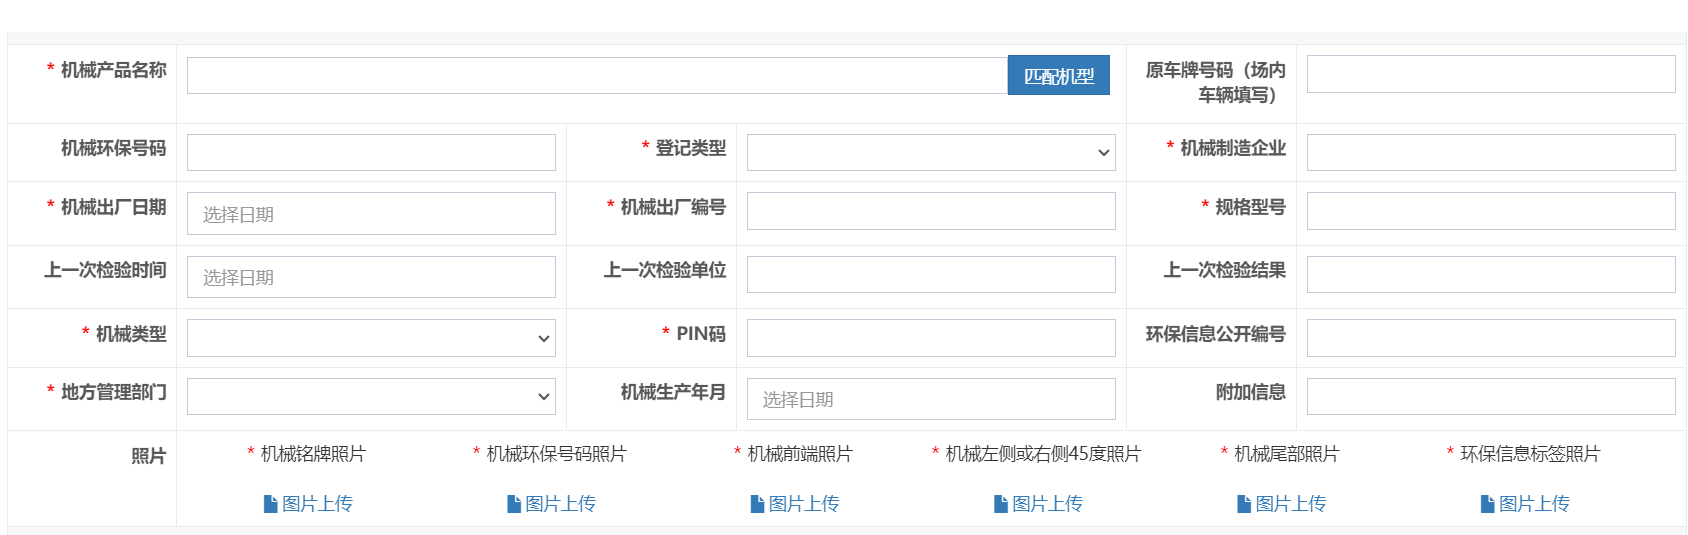 * 机械产品名称
匹配机型
原车牌号码（场内
车辆填写）
机械环保号码
* 登记类型
* 机械制造企业
* 机械出厂日期
选择日期
* 机械出厂编号
* 规格型号
上一次检验时间
选择日期
上一次检验单位
上一次检验结果
* 机械类型
* PIN码
环保信息公开编号
* 地方管理部门
机械生产年月
选择日期
附加信息
照片
* 机械铭牌照片
* 机械环保号码照片
* 机械前端照片
* 机械左侧或右侧45度照片
* 机械尾部照片
* 环保信息标签照片
图片上传
图片上传
图片上传
图片上传
图片上传
图片上传